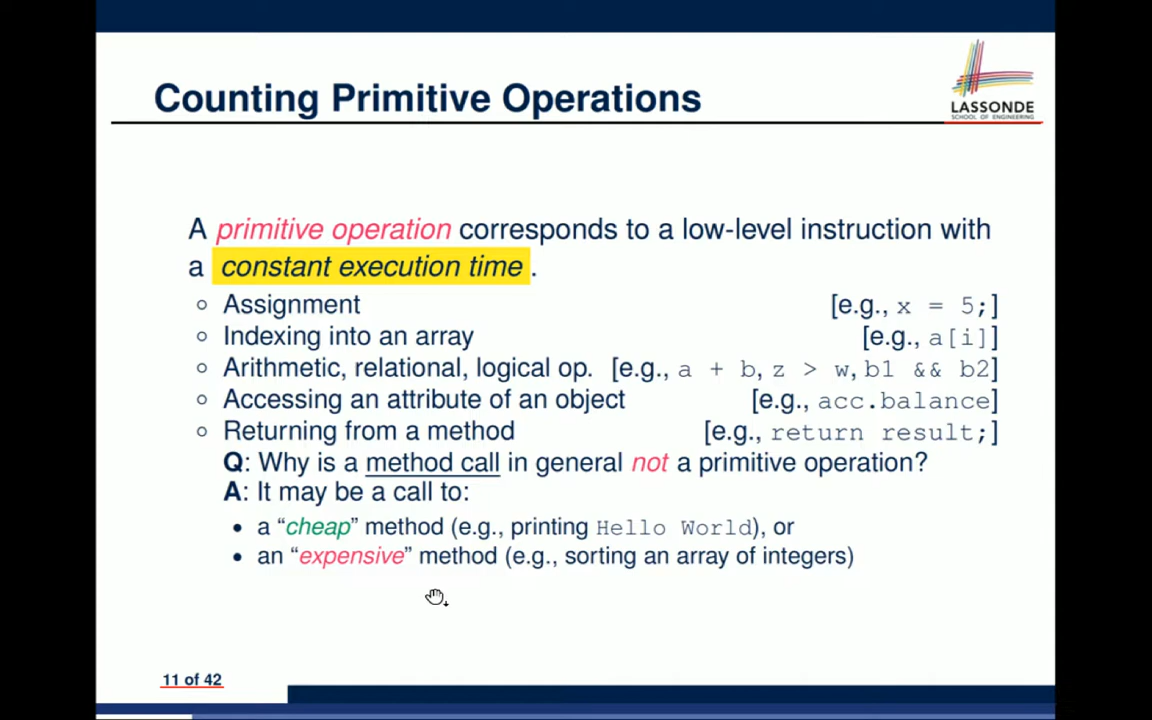 Counting Primitive Operations
LASSONDE
SCHOOL OF ENGINEERING
A primitive operation corresponds to a low-level instruction with
a constant execution time .
◦ Assignment [e.g., x = 5;]
◦ Indexing into an array [e.g., a[i]]
◦ Arithmetic, relational, logical op. [e.g., a + b, z > w, b1 && b2]
◦ Accessing an attribute of an object [e.g., acc.balance]
◦ Returning from a method [e.g., return result;]
Q: Why is a method call in general not a primitive operation?
A: It may be a call to:
• a “cheap” method (e.g., printing Hello World), or
• an “expensive” method (e.g., sorting an array of integers)
11 of 42